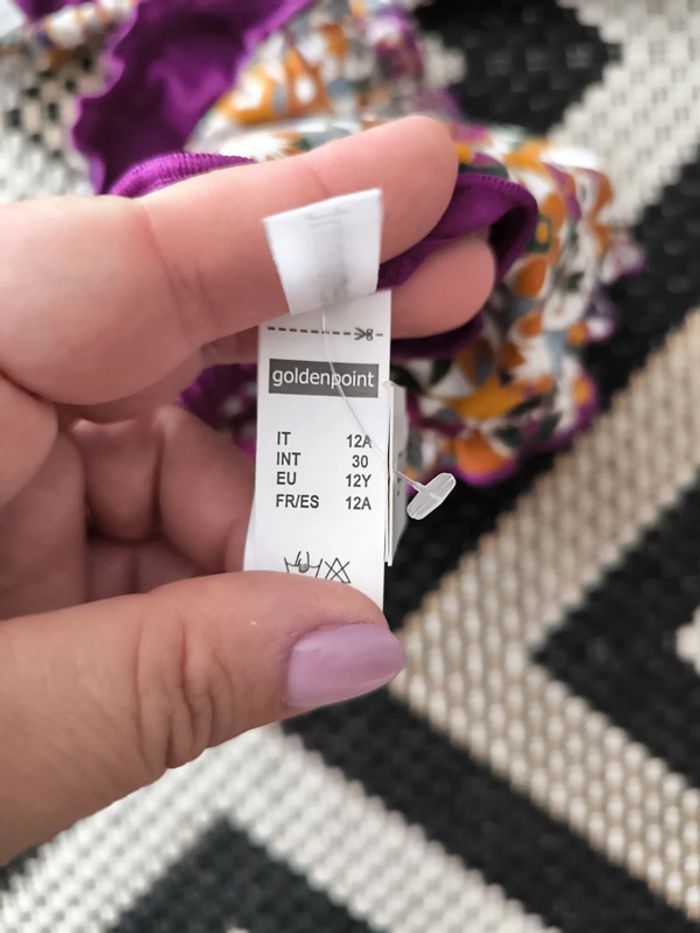 goldenpoint
IT 12A
INT 30
EU 12Y
FR/ES 12A